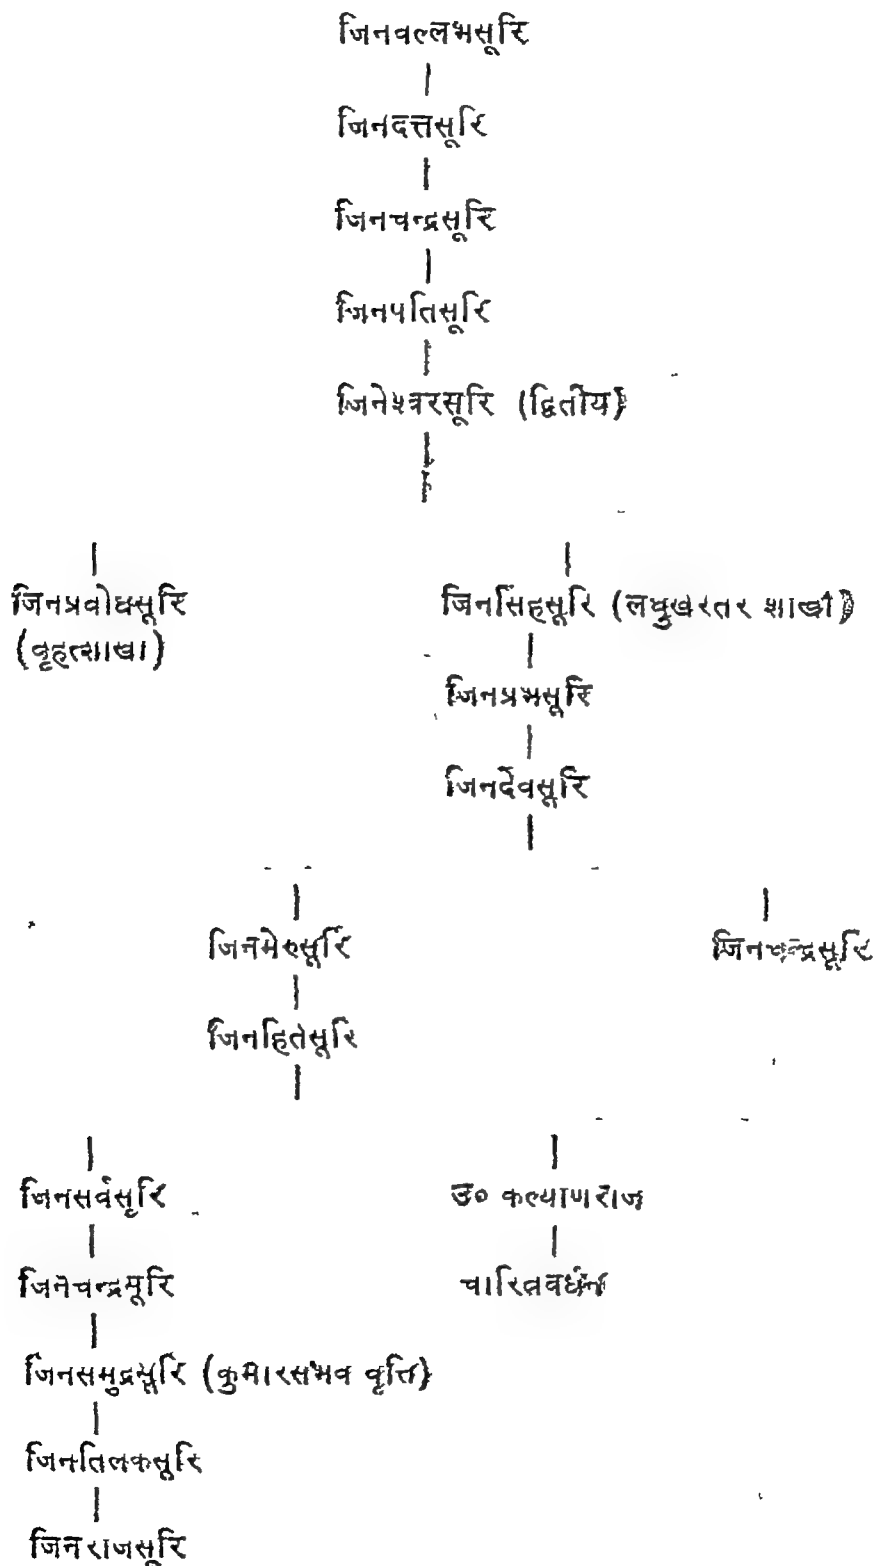 जिनवल्लभसूरि
जिनदत्तसूरि
जिनचन्द्रसूरि
जिनपतिसूरि
जिनेश्वरसूरि (द्वितीय)
जिनप्रबोधसूरि
(वृहत्शाखा)
जिनसिंहसूरि (लघुखरतर शाखा)
जिनप्रभसूरि
जिनदेवसूरि
जिनमेरुसूरि
जिनचन्द्रसूरि
जिनहितसूरि
जिनसर्वसूरि
उ० कल्याणराज
जिनचन्द्रसूरि
चारित्रवर्धन
जिनसमुद्रसूरि (कुमारसंभव वृत्ति)
जिनतिलकसूरि
जिनराजसूरि